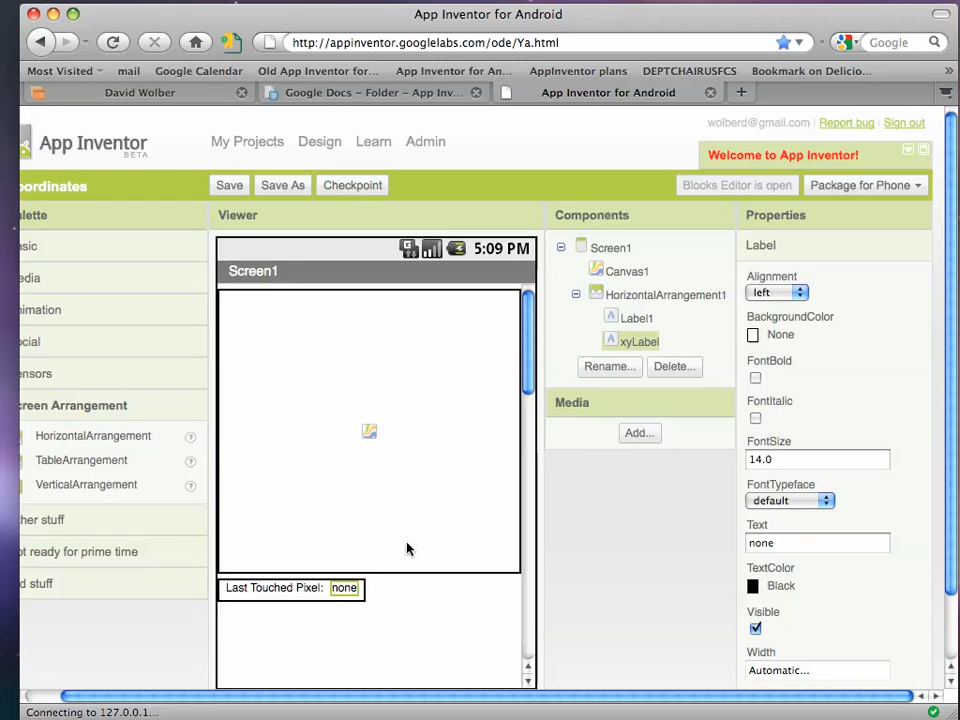 App Inventor for Android
http://appinventor.googlelabs.com/ode/Ya.html
Google
Most Visited mail Google Calendar Old App Inventor for... App Inventor for An... AppInventor plans DEPTCHAIRUSFCS Bookmark on Delicio... »
David Wolber Google Docs – Folder – App Inv... App Inventor for Android +
wolberd@gmail.com Report bug Sign out
App Inventor
BETA
My Projects Design Learn Admin
Welcome to App Inventor!
oordinates Save Save As Checkpoint Blocks Editor is open Package for Phone
alette Viewer Components Properties
sic
edia
nimation
ocial
ensors
creen Arrangement
HorizontalArrangement ?
TableArrangement ?
VerticalArrangement ?
ther stuff
ot ready for prime time
d stuff
G 5:09 PM
Screen1
Last Touched Pixel: none
Screen1
Canvas1
HorizontalArrangement1
A Label1
A xyLabel
Rename... Delete...
Media
Add...
Label
Alignment
left
BackgroundColor
None
FontBold
FontItalic
FontSize
14.0
FontTypeface
default
Text
none
TextColor
Black
Visible
Width
Automatic...
Connecting to 127.0.0.1...